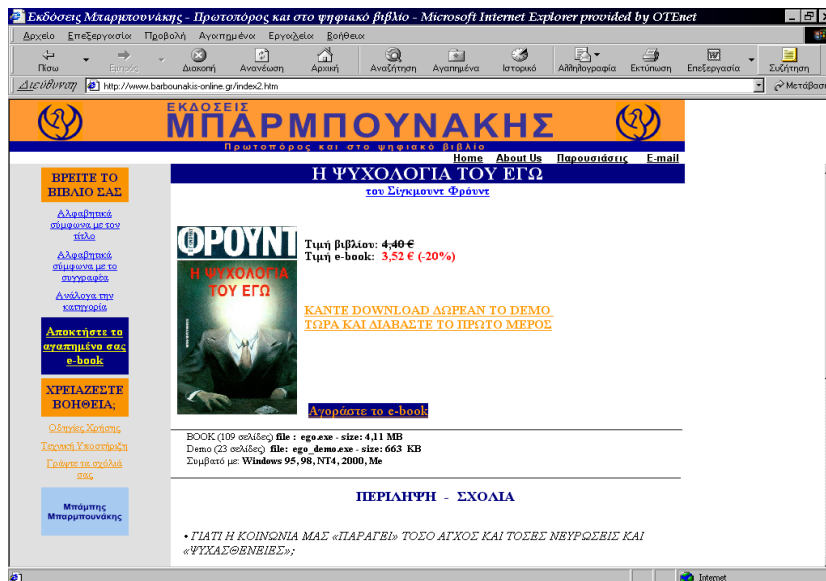 Εκδόσεις Μπαρμπουνάκης - Πρωτοπόρος και στο ψηφιακό βιβλίο - Microsoft Internet Explorer provided by OTEnet
Αρχείο Επεξεργασία Προβολή Αγαπημένα Εργαλεία Βοήθεια
Πίσω Εμπρός Διακοπή Ανανέωση Αρχική Αναζήτηση Αγαπημένα Ιστορικό Αλληλογραφία Εκτύπωση Επεξεργασία Συζήτηση
Διεύθυνση http://www.barbounakis-online.gr/index2.htm Μετάβαση
ΕΚΔΟΣΕΙΣ
ΜΠΑΡΜΠΟΥΝΑΚΗΣ
Πρωτοπόρος και στο ψηφιακό βιβλίο
Home About Us Παρουσιάσεις E-mail
ΒΡΕΙΤΕ ΤΟ
ΒΙΒΛΙΟ ΣΑΣ
Αλφαβητικά
σύμφωνα με τον
τίτλο
Αλφαβητικά
σύμφωνα με το
συγγραφέα
Ανάλογα την
κατηγορία
Αποκτήστε το
αγαπημένο σας
e-book
ΧΡΕΙΑΖΕΣΤΕ
ΒΟΗΘΕΙΑ;
Οδηγίες Χρήσης
Τεχνική Υποστήριξη
Γράψτε τα σχόλιά
σας
Μπάμπης
Μπαρμπουνάκης
Η ΨΥΧΟΛΟΓΙΑ ΤΟΥ ΕΓΩ
του Σίγκμουντ Φρόυντ
ΦΡΟΥΝΤ
Η ΨΥΧΟΛΟΓΙΑ
ΤΟΥ ΕΓΩ
Τιμή βιβλίου: 4,40 €
Τιμή e-book: 3,52 € (-20%)
ΚΑΝΤΕ DOWNLOAD ΔΩΡΕΑΝ ΤΟ DEMO
ΤΩΡΑ ΚΑΙ ΔΙΑΒΑΣΤΕ ΤΟ ΠΡΩΤΟ ΜΕΡΟΣ
Αγοράστε το e-book
BOOK (109 σελίδες) file : ego.exe - size: 4,11 MB
Demo (23 σελίδες) file: ego_demo.exe - size: 663 KB
Συμβατό με: Windows 95, 98, NT4, 2000, Me
ΠΕΡΙΛΗΨΗ - ΣΧΟΛΙΑ
• ΓΙΑΤΙ Η ΚΟΙΝΩΝΙΑ ΜΑΣ «ΠΑΡΑΓΕΙ» ΤΟΣΟ ΑΓΧΟΣ ΚΑΙ ΤΟΣΕΣ ΝΕΥΡΩΣΕΙΣ ΚΑΙ
«ΨΥΧΑΣΘΕΝΕΙΕΣ»;
Internet